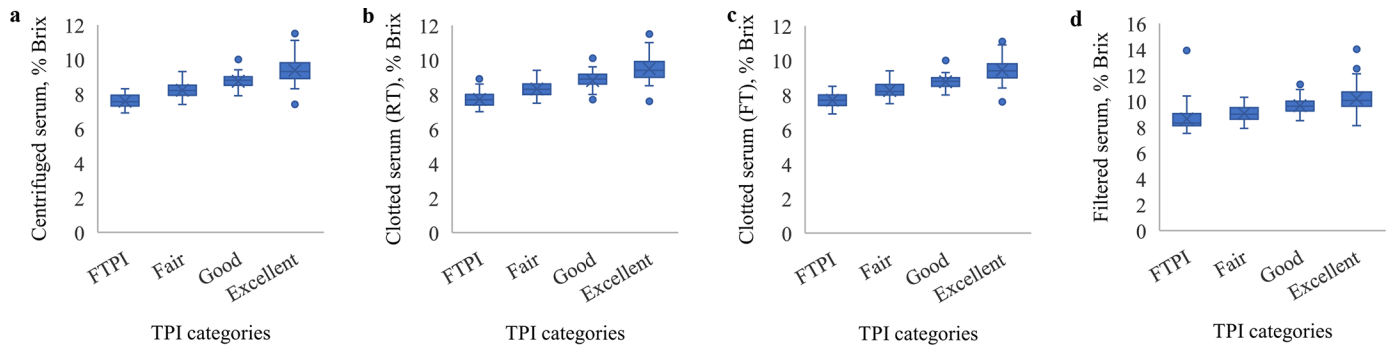 a
Centrifuged serum, % Brix
12
10
8
6
4
2
0
FTPI
Fair
Good
Excellent
TPI categories
b
Clotted serum (RT), % Brix
12
10
8
6
4
2
0
FTPI
Fair
Good
Excellent
TPI categories
c
Clotted serum (FT), % Brix
12
10
8
6
4
2
0
FTPI
Fair
Good
Excellent
TPI categories
d
Filtered serum, % Brix
16
14
12
10
8
6
4
2
0
FTPI
Fair
Good
Excellent
TPI categories